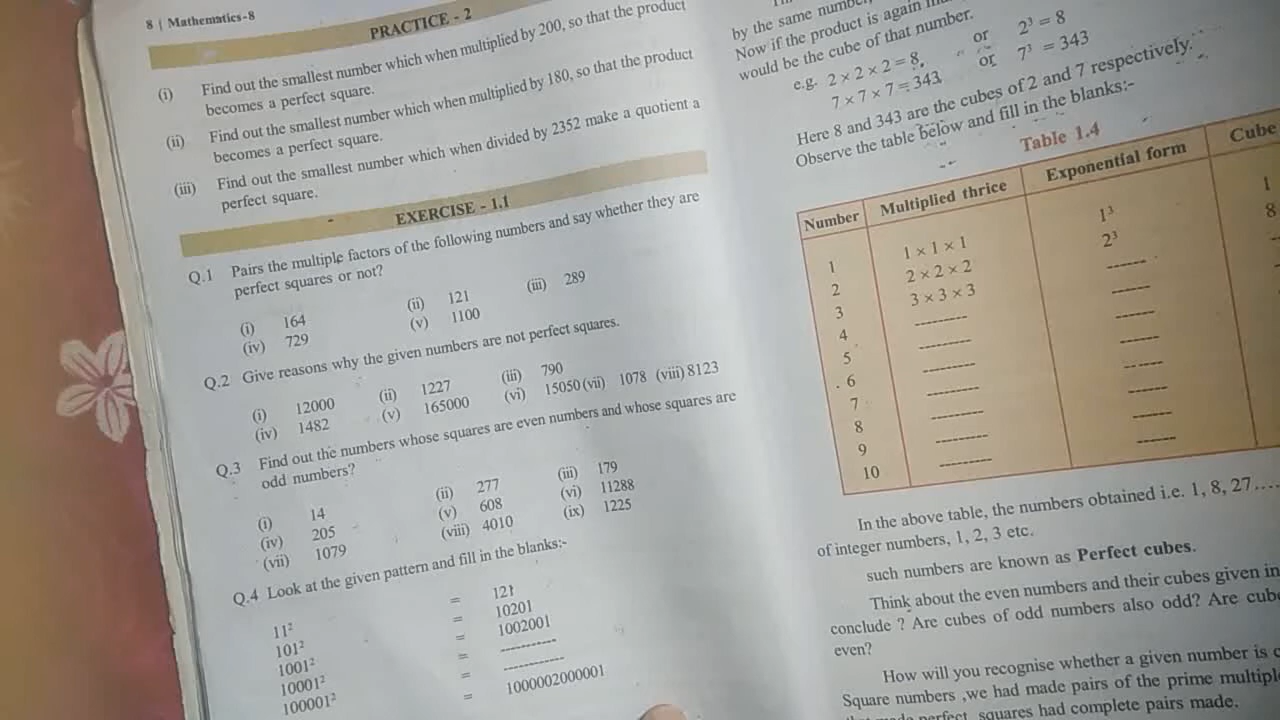 8 | Mathematics-8
PRACTICE - 2
(i) Find out the smallest number which when multiplied by 200, so that the product
becomes a perfect square.
(ii) Find out the smallest number which when multiplied by 180, so that the product
becomes a perfect square.
(iii) Find out the smallest number which when divided by 2352 make a quotient a
perfect square.
EXERCISE - 1.1
Q.1 Pairs the multiple factors of the following numbers and say whether they are
perfect squares or not?
(i) 164 (ii) 121 (iii) 289
(iv) 729 (v) 1100
Q.2 Give reasons why the given numbers are not perfect squares.
(i) 12000 (ii) 1227 (iii) 790
(iv) 1482 (v) 165000 (vi) 15050 (vii) 1078 (viii) 8123
Q.3 Find out the numbers whose squares are even numbers and whose squares are
odd numbers?
(i) 14 (ii) 277 (iii) 179
(iv) 205 (v) 608 (vi) 11288
(vii) 1079 (viii) 4010 (ix) 1225
Q.4 Look at the given pattern and fill in the blanks:-
11² = 121
101² = 10201
1001² = 1002001
10001² = ------------
100001² = ------------
= 1000002000001
by the same number,
Now if the product is again
would be the cube of that number.
e.g. 2 × 2 × 2 = 8, or 2³ = 8
7 × 7 × 7 = 343 or 7³ = 343
Here 8 and 343 are the cubes of 2 and 7 respectively.
Observe the table below and fill in the blanks:-
Table 1.4
Number Multiplied thrice Exponential form Cube
1 1 × 1 × 1 1³ 1
2 2 × 2 × 2 2³ 8
3 3 × 3 × 3 -------
4 --------- -------
5 --------- -------
6 --------- -------
7 --------- -------
8 --------- -------
9 --------- -------
10 --------- -------
In the above table, the numbers obtained i.e. 1, 8, 27....
of integer numbers, 1, 2, 3 etc.
such numbers are known as Perfect cubes.
Think about the even numbers and their cubes given in
conclude ? Are cubes of odd numbers also odd? Are
even?
How will you recognise whether a given number is
Square numbers ,we had made pairs of the prime
perfect squares had complete pairs made.